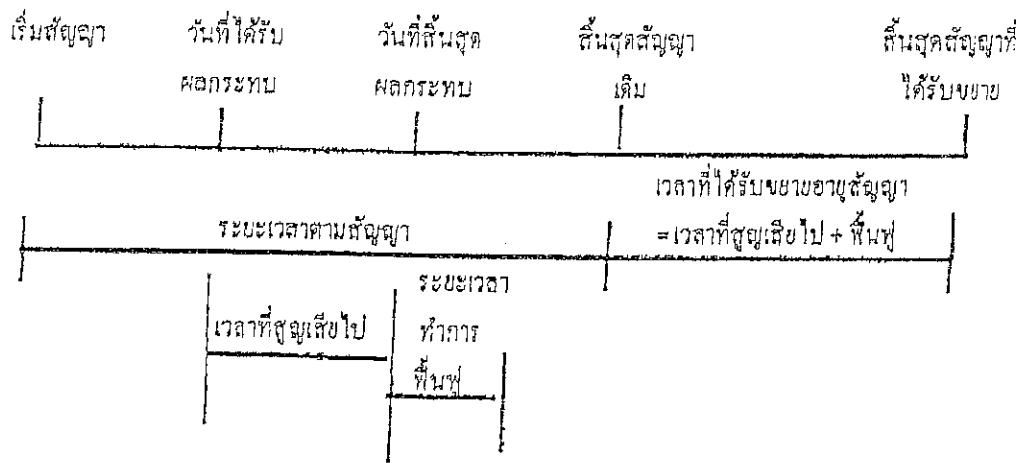 เริ่มสัญญา วันที่ได้รับ วันที่สิ้นสุด สิ้นสุดสัญญา สิ้นสุดสัญญาที่
ผลกระทบ ผลกระทบ เดิม ได้รับขยาย
เวลาที่ได้รับขยายอายุสัญญา
ระยะเวลาตามสัญญา =เวลาที่สูญเสียไป + ฟื้นฟู
ระยะเวลา
เวลาที่สูญเสียไป ทำการ
ฟื้นฟู